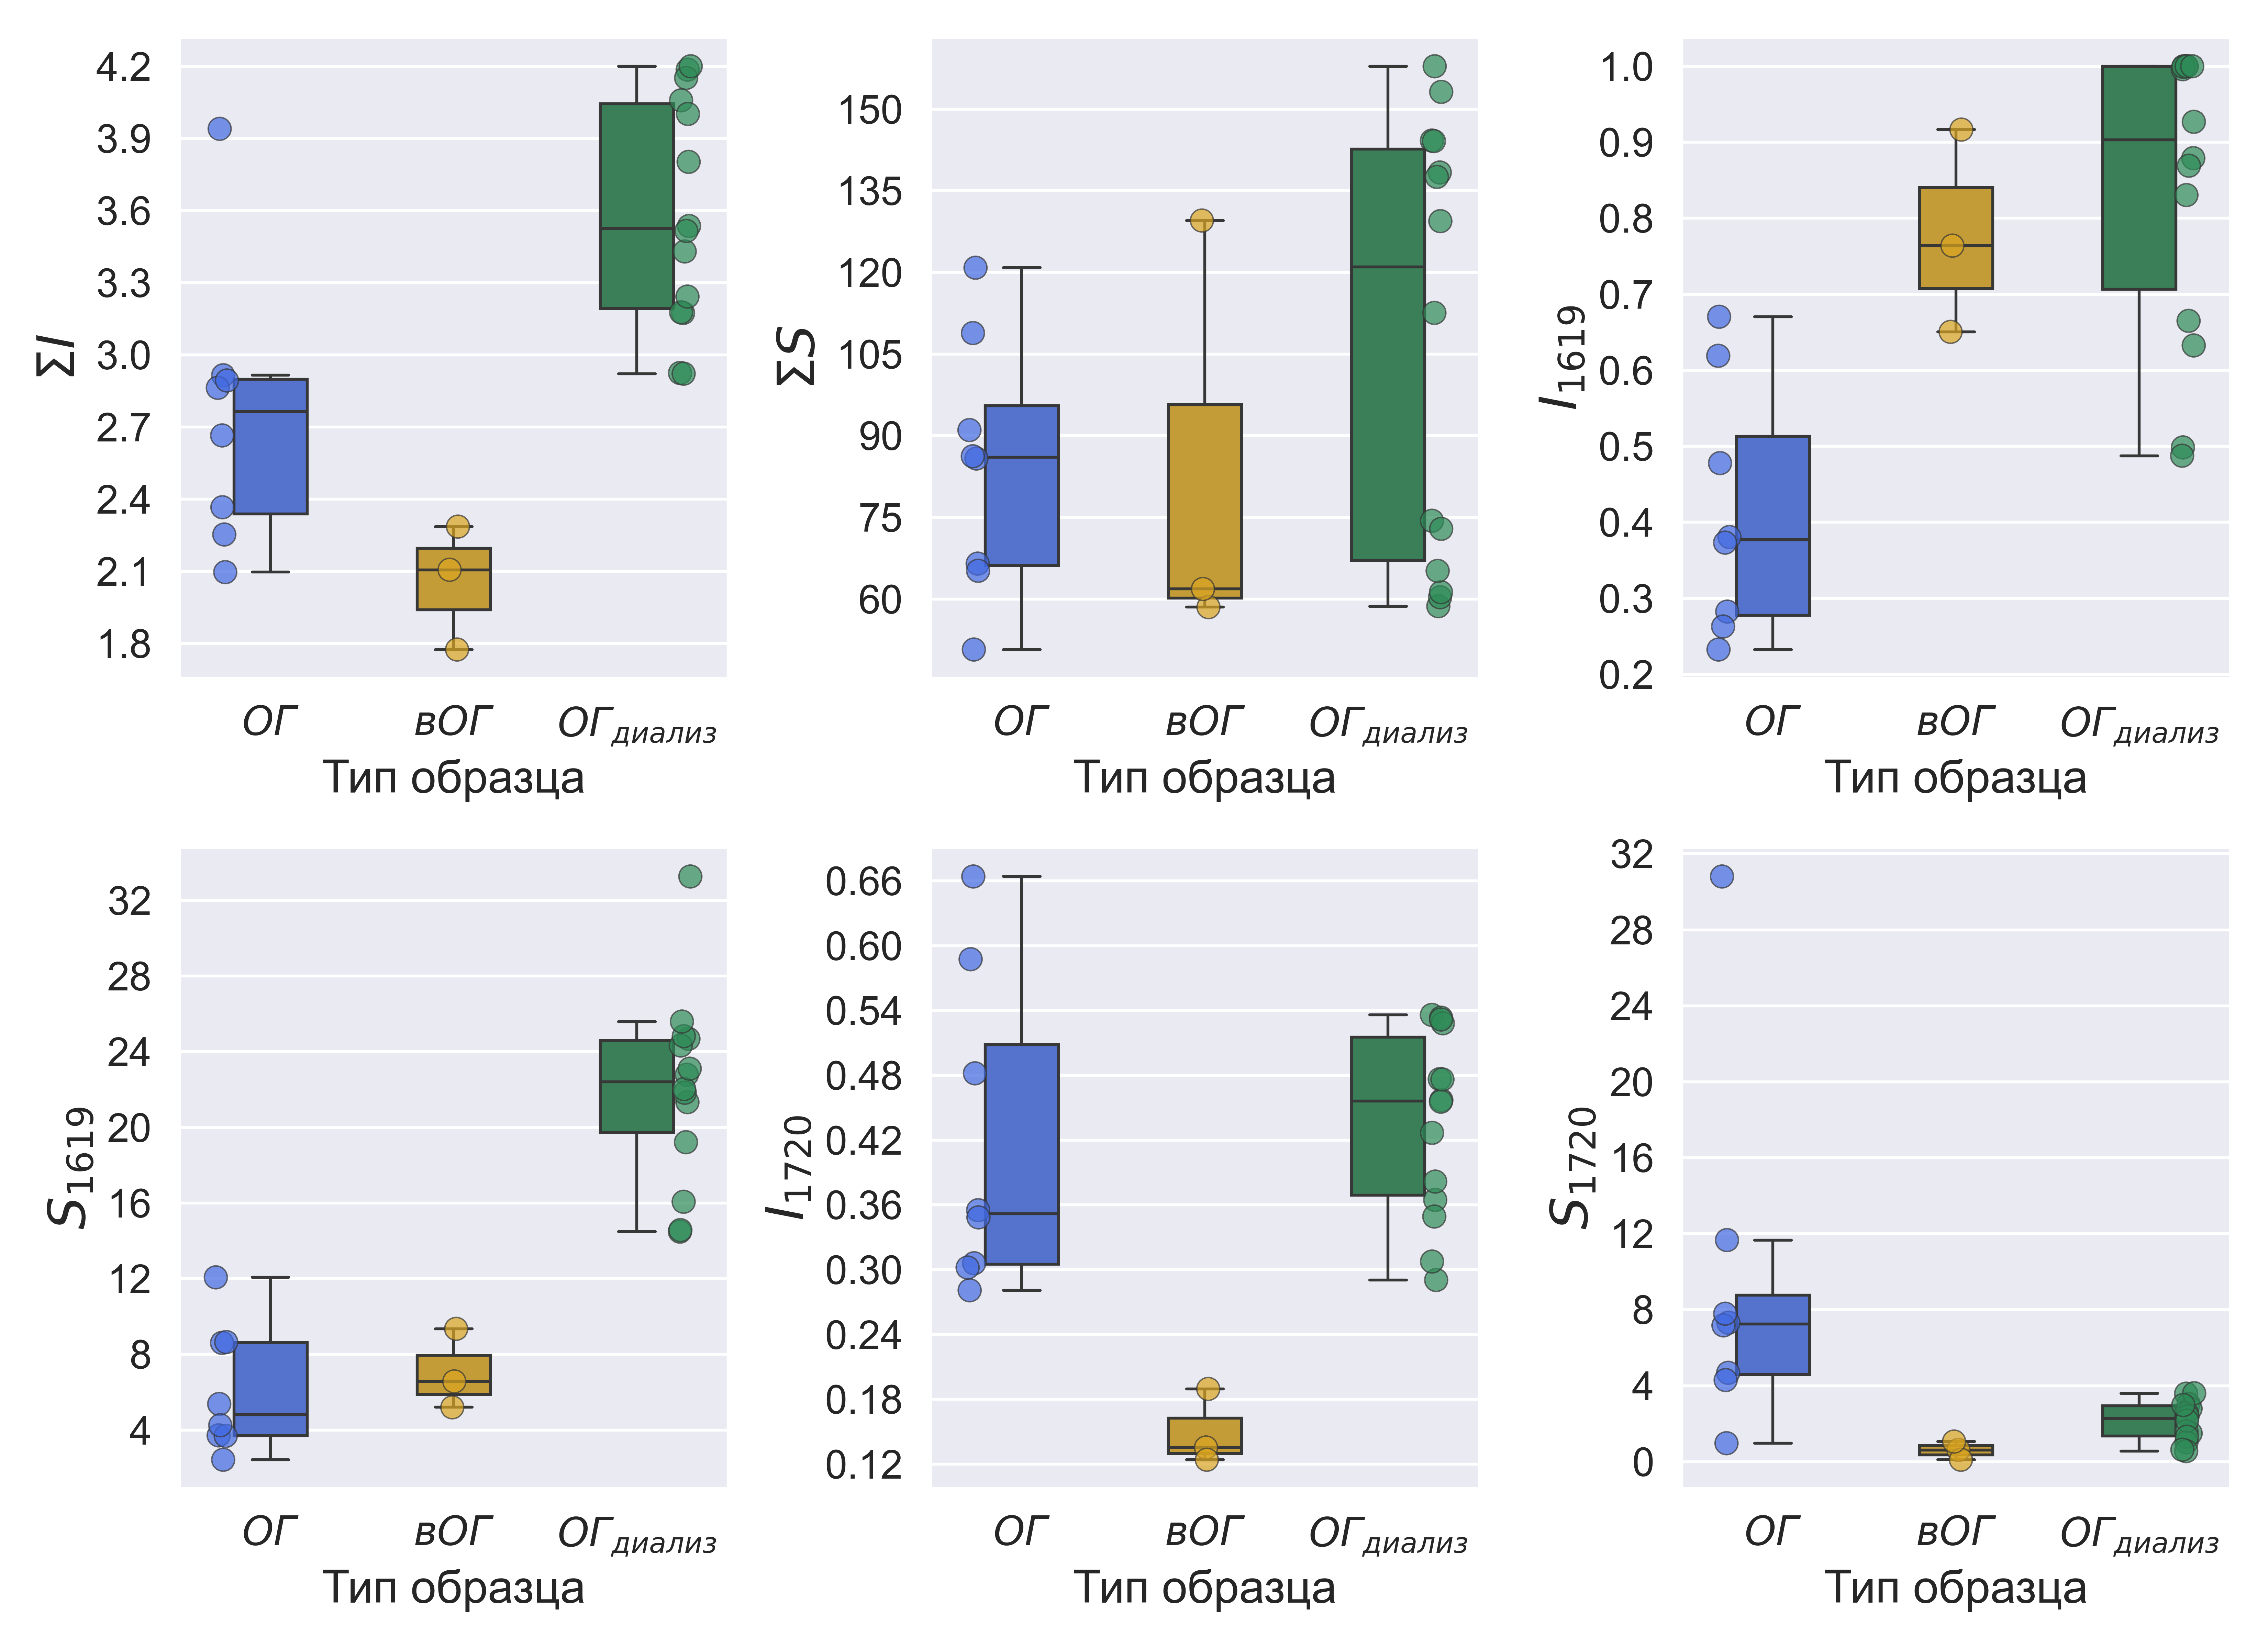 4.2
3.9
3.6
3.3
3.0
2.7
2.4
2.1
1.8
ΣI
ОГ вОГ ОГдиализ
Тип образца
150
135
120
105
90
75
60
ΣS
ОГ вОГ ОГдиализ
Тип образца
1.0
0.9
0.8
0.7
0.6
0.5
0.4
0.3
0.2
I1619
ОГ вОГ ОГдиализ
Тип образца
32
28
24
20
16
12
8
4
S1619
ОГ вОГ ОГдиализ
Тип образца
0.66
0.60
0.54
0.48
0.42
0.36
0.30
0.24
0.18
0.12
I1720
ОГ вОГ ОГдиализ
Тип образца
32
28
24
20
16
12
8
4
0
S1720
ОГ вОГ ОГдиализ
Тип образца